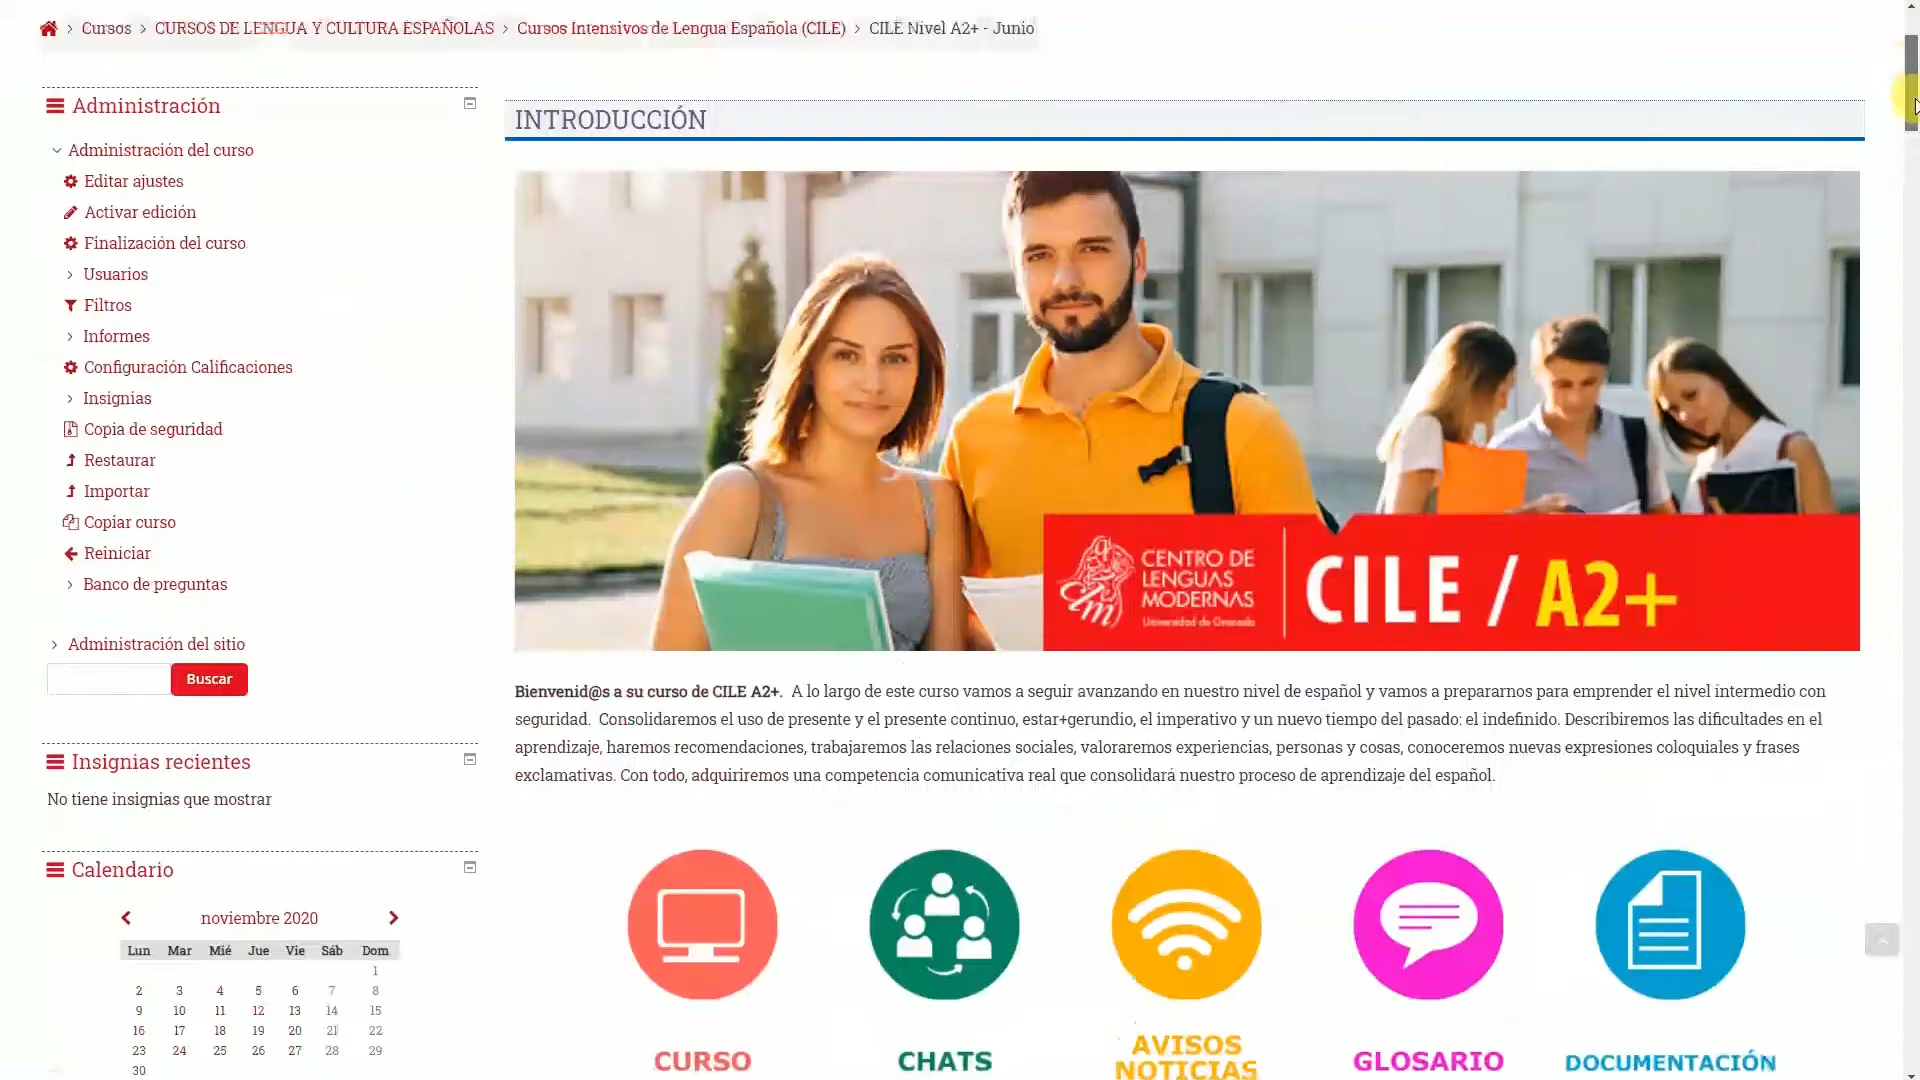 Cursos > CURSOS DE LENGUA Y CULTURA ESPAÑOLAS > Cursos Intensivos de Lengua Española (CILE) > CILE Nivel A2+ - Junio
Administración
Administración del curso
Editar ajustes
Activar edición
Finalización del curso
Usuarios
Filtros
Informes
Configuración Calificaciones
Insignias
Copia de seguridad
Restaurar
Importar
Copiar curso
Reiniciar
Banco de preguntas
Administración del sitio
Buscar
Insignias recientes
No tiene insignias que mostrar
Calendario
noviembre 2020
Lun Mar Mié Jue Vie Sáb Dom
1
2 3 4 5 6 7 8
9 10 11 12 13 14 15
16 17 18 19 20 21 22
23 24 25 26 27 28 29
30
INTRODUCCIÓN
clm
CENTRO DE
LENGUAS
MODERNAS
Universidad de Granada
CILE / A2+
Bienvenid@s a su curso de CILE A2+. A lo largo de este curso vamos a seguir avanzando en nuestro nivel de español y vamos a prepararnos para emprender el nivel intermedio con
seguridad. Consolidaremos el uso de presente y el presente continuo, estar+gerundio, el imperativo y un nuevo tiempo del pasado: el indefinido. Describiremos las dificultades en el
aprendizaje, haremos recomendaciones, trabajaremos las relaciones sociales, valoraremos experiencias, personas y cosas, conoceremos nuevas expresiones coloquiales y frases
exclamativas. Con todo, adquiriremos una competencia comunicativa real que consolidará nuestro proceso de aprendizaje del español.
CURSO
CHATS
AVISOS
NOTICIAS
GLOSARIO
DOCUMENTACIÓN